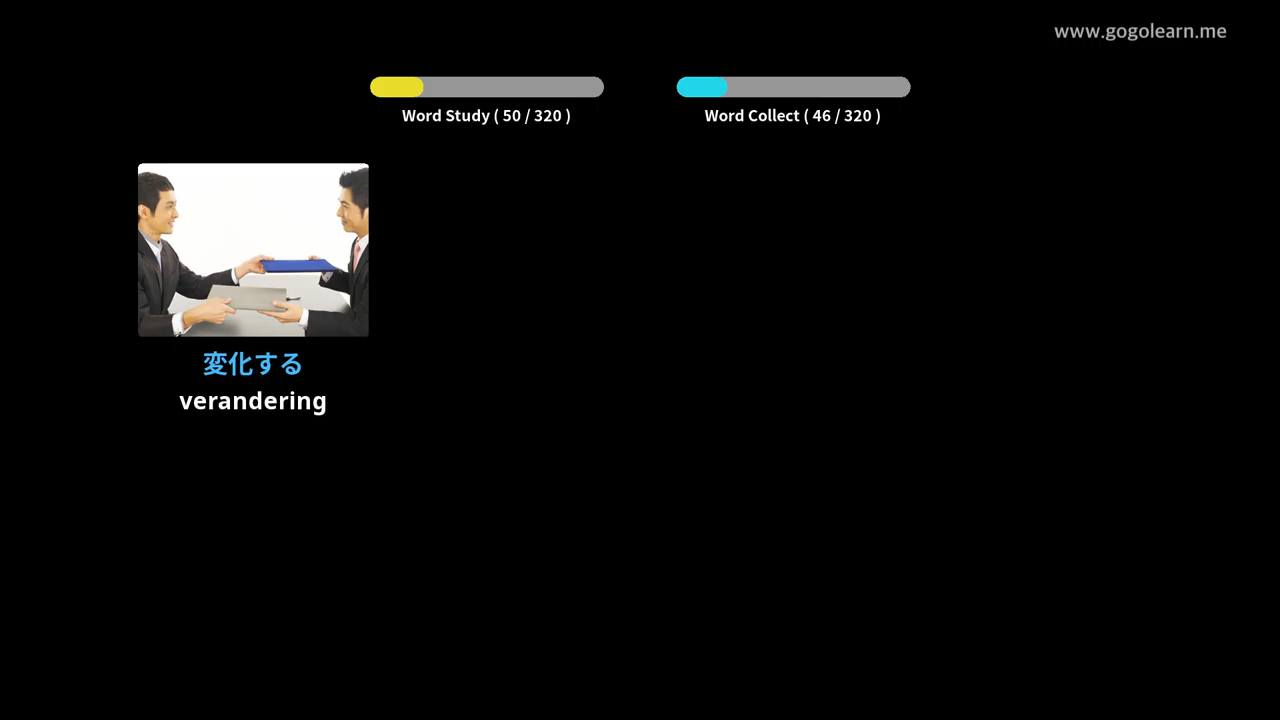 www.gogolearn.me
Word Study ( 50 / 320 )
Word Collect ( 46 / 320 )
変化する
verandering